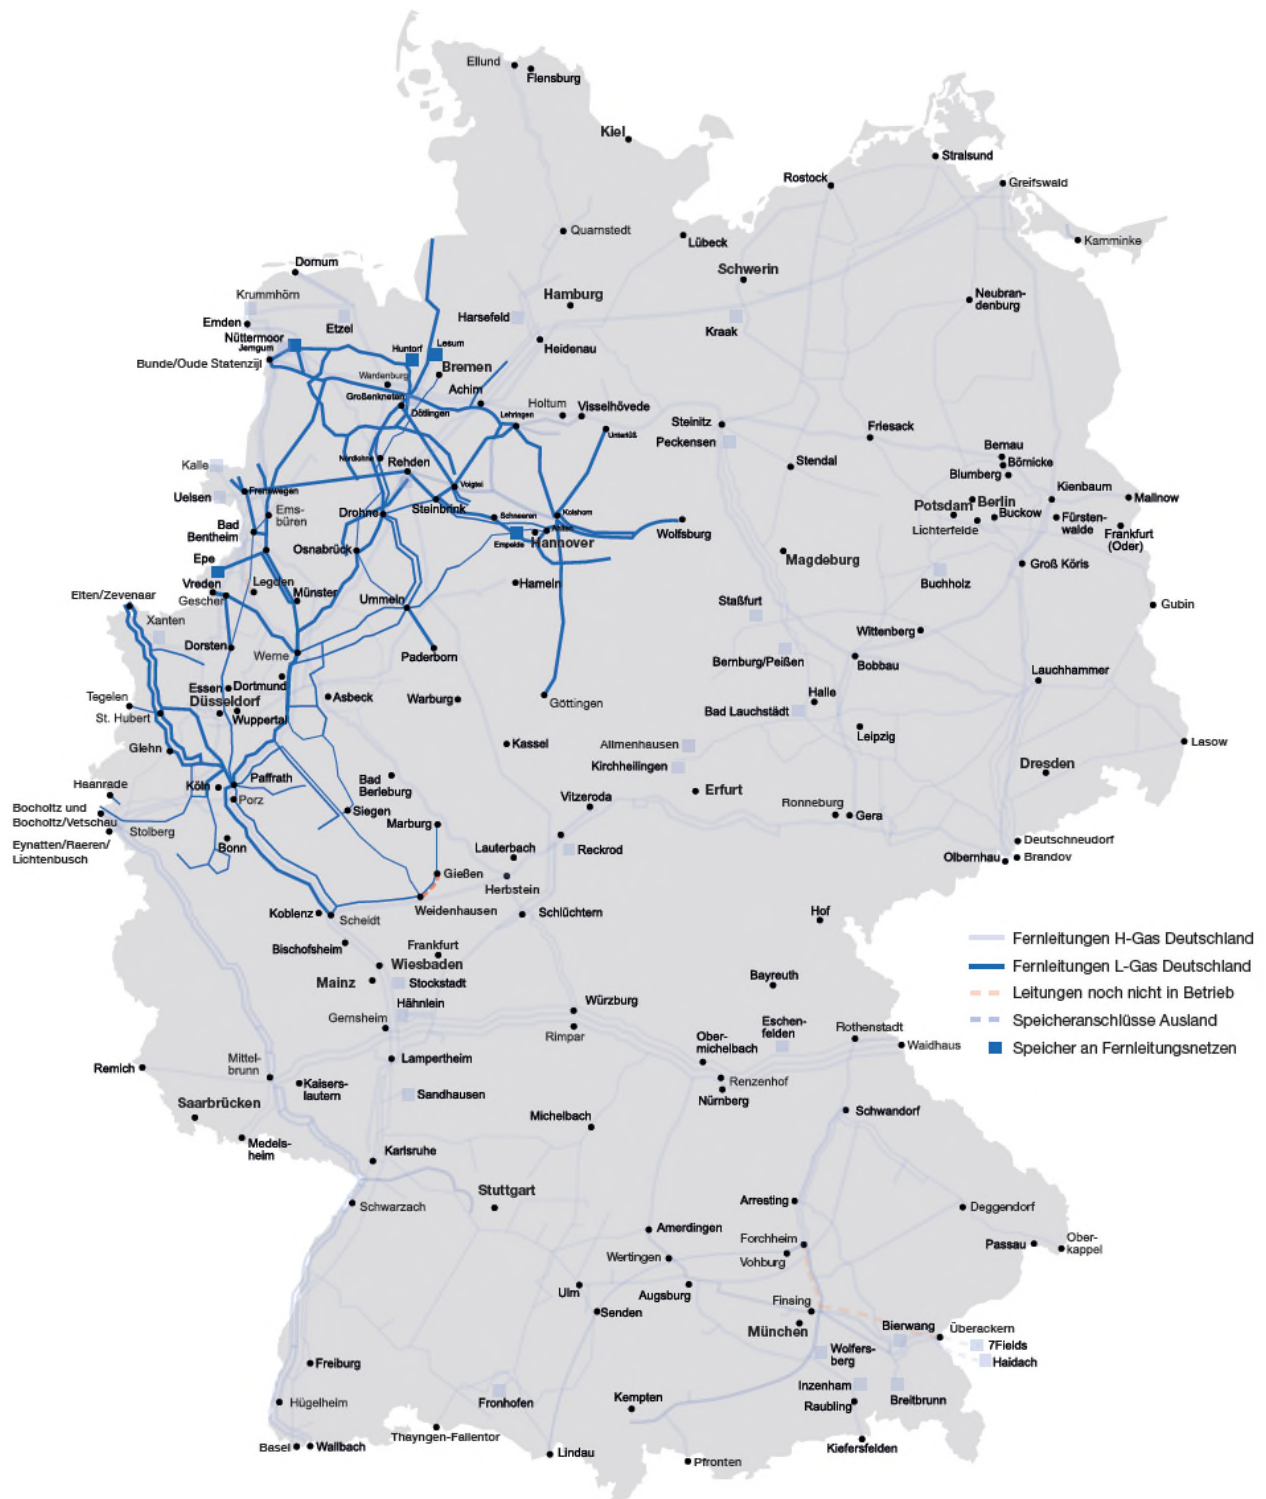 Ellund
Flensburg
Kiel
Stralsund
Rostock
Greifswald
Quarnstedt
Lübeck
Kamminke
Dornum
Schwerin
Krummhörn
Hamburg
Neubran-
denburg
Emden
Etzel
Harsefeld
Kraak
Nüttermoor
Jemgum
Huntorf
Lesum
Heidenau
Bunde/Oude Statenzijl
Bremen
Wardenburg
Achim
Großenkneten
Dötlingen
Lehringen
Holtum
Visselhövede
Steinitz
Friesack
Unterlüß
Peckensen
Bernau
Börnicke
Nordlohne
Rehden
Stendal
Blumberg
Kalle
Voigtei
Kienbaum
Frenswegen
Uelsen
Mallnow
Ems-
büren
Drohne
Steinbrink
Schneeren
Kolshorn
Potsdam
Berlin
Buckow
Fürsten-
walde
Bad
Bentheim
Ahlten
Wolfsburg
Lichterfelde
Frankfurt
(Oder)
Empelde
Hannover
Osnabrück
Magdeburg
Epe
Groß Köris
Vreden
Legden
Hameln
Buchholz
Elten/Zevenaar
Gescher
Münster
Ummeln
Staßfurt
Gubin
Xanten
Wittenberg
Dorsten
Werne
Paderborn
Bernburg/Peißen
Bobbau
Lauchhammer
Essen
Dortmund
Tegelen
Düsseldorf
Asbeck
Warburg
Göttingen
Halle
St. Hubert
Wuppertal
Bad Lauchstädt
Leipzig
Glehn
Kassel
Allmenhausen
Lasow
Kirchheilingen
Dresden
Haanrade
Köln
Paffrath
Bad
Berleburg
Erfurt
Porz
Vitzeroda
Ronneburg
Gera
Bocholtz und
Bocholtz/Vetschau
Siegen
Stolberg
Marburg
Eynatten/Raeren/
Lichtenbusch
Bonn
Lauterbach
Reckrod
Deutschneudorf
Olbernhau
Brandov
Gießen
Herbstein
Weidenhausen
Koblenz
Scheidt
Schlüchtern
Hof
Bischofsheim
Frankfurt
Wiesbaden
Mainz
Stockstadt
Bayreuth
Hähnlein
Würzburg
Gernsheim
Rimpar
Eschen-
felden
Rothenstadt
Ober-
michelbach
Waidhaus
Remich
Mittel-
brunn
Lampertheim
Kaisers-
lautern
Renzenhof
Nürnberg
Sandhausen
Saarbrücken
Michelbach
Schwandorf
Medels-
heim
Karlsruhe
Schwarzach
Stuttgart
Arresting
Deggendorf
Amerdingen
Forchheim
Passau
Ober-
kappel
Wertingen
Vohburg
Ulm
Augsburg
Senden
Finsing
München
Bierwang
Überackern
7Fields
Haidach
Wolfers-
berg
Freiburg
Inzenham
Breitbrunn
Hügelheim
Fronhofen
Kempten
Raubling
Basel
Wallbach
Thayngen-Fallentor
Lindau
Kiefersfelden
Pfronten
Fernleitungen H-Gas Deutschland
Fernleitungen L-Gas Deutschland
Leitungen noch nicht in Betrieb
Speicheranschlüsse Ausland
Speicher an Fernleitungsnetzen